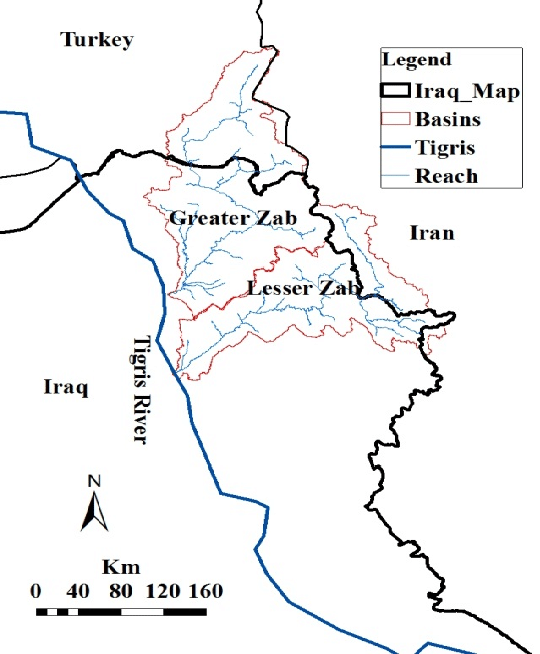 Turkey
Legend
Iraq_Map
Basins
Tigris
Reach
Greater Zab
Iran
Lesser Zab
Tigris River
Iraq
N
Km
0 40 80 120 160